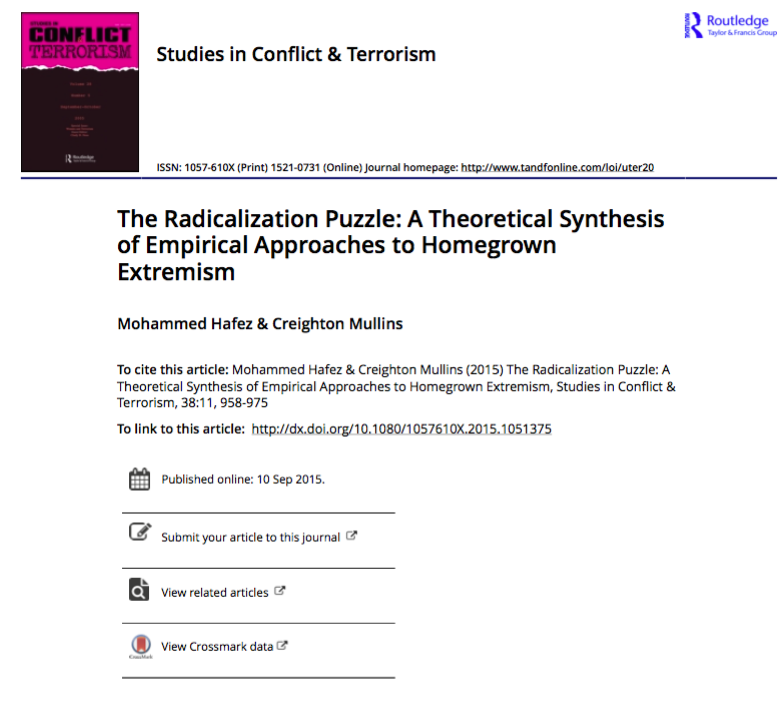 CONFLICT
TERRORISM
Routledge
Taylor & Francis Group
Studies in Conflict & Terrorism
Routledge
ISSN: 1057-610X (Print) 1521-0731 (Online) Journal homepage: http://www.tandfonline.com/loi/uter20
The Radicalization Puzzle: A Theoretical Synthesis
of Empirical Approaches to Homegrown
Extremism
Mohammed Hafez & Creighton Mullins
To cite this article: Mohammed Hafez & Creighton Mullins (2015) The Radicalization Puzzle: A
Theoretical Synthesis of Empirical Approaches to Homegrown Extremism, Studies in Conflict &
Terrorism, 38:11, 958-975
To link to this article: http://dx.doi.org/10.1080/1057610X.2015.1051375
Published online: 10 Sep 2015.
Submit your article to this journal
View related articles
View Crossmark data
CrossMark